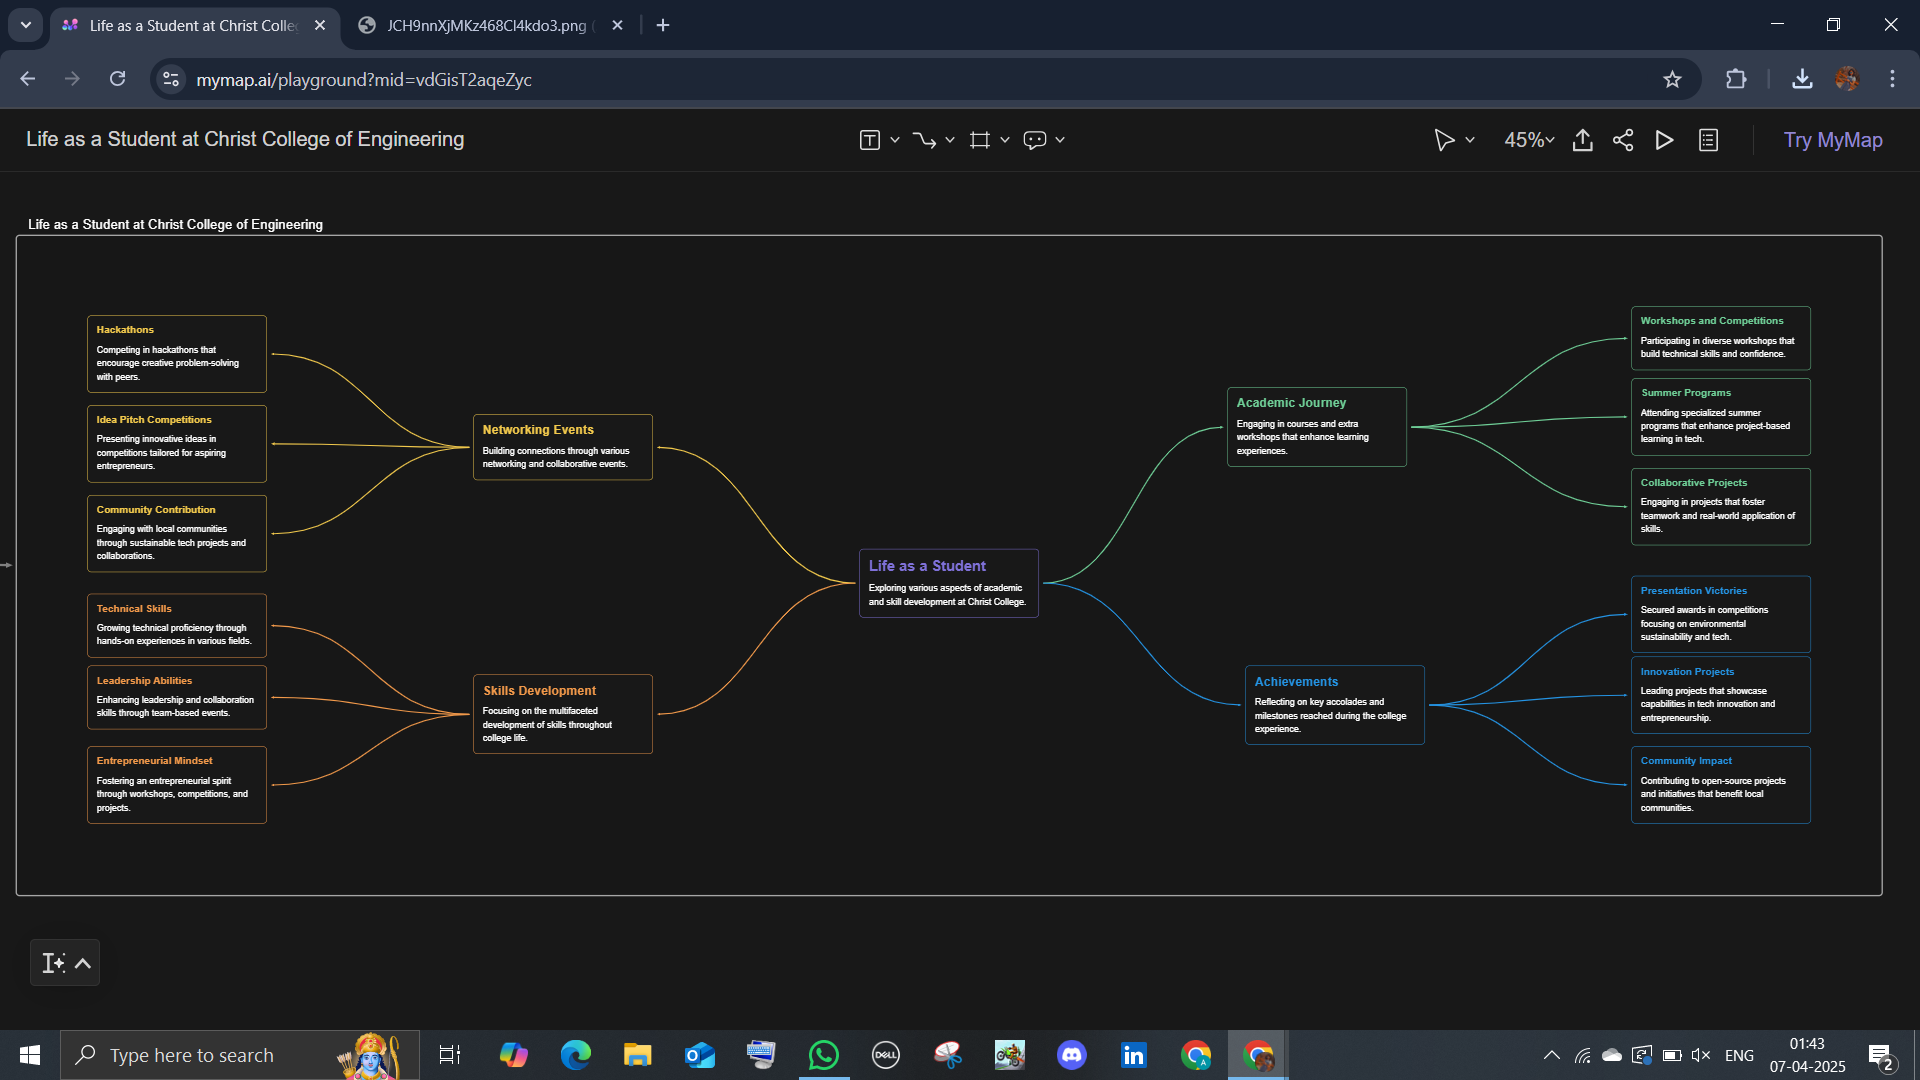 Life as a Student at Christ Colleg
JCH9nnXjMKz468Cl4kdo3.png (
mymap.ai/playground?mid=vdGisT2aqeZyc
Life as a Student at Christ College of Engineering
45%
Try MyMap
Life as a Student at Christ College of Engineering
Hackathons
Competing in hackathons that
encourage creative problem-solving
with peers.
Idea Pitch Competitions
Presenting innovative ideas in
competitions tailored for aspiring
entrepreneurs.
Community Contribution
Engaging with local communities
through sustainable tech projects and
collaborations.
Technical Skills
Growing technical proficiency through
hands-on experiences in various fields.
Leadership Abilities
Enhancing leadership and collaboration
skills through team-based events.
Entrepreneurial Mindset
Fostering an entrepreneurial spirit
through workshops, competitions, and
projects.
Networking Events
Building connections through various
networking and collaborative events.
Skills Development
Focusing on the multifaceted
development of skills throughout
college life.
Life as a Student
Exploring various aspects of academic
and skill development at Christ College.
Academic Journey
Engaging in courses and extra
workshops that enhance learning
experiences.
Achievements
Reflecting on key accolades and
milestones reached during the college
experience.
Workshops and Competitions
Participating in diverse workshops that
build technical skills and confidence.
Summer Programs
Attending specialized summer
programs that enhance project-based
learning in tech.
Collaborative Projects
Engaging in projects that foster
teamwork and real-world application of
skills.
Presentation Victories
Secured awards in competitions
focusing on environmental
sustainability and tech.
Innovation Projects
Leading projects that showcase
capabilities in tech innovation and
entrepreneurship.
Community Impact
Contributing to open-source projects
and initiatives that benefit local
communities.
Type here to search
DELL
ENG
01:43
07-04-2025
2